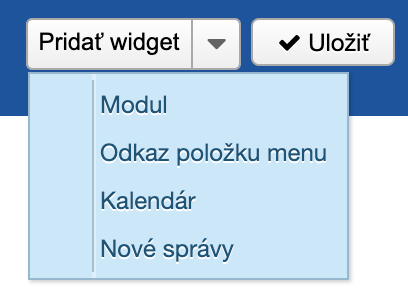 Pridať widget
Uložiť
Modul
Odkaz položku menu
Kalendár
Nové správy